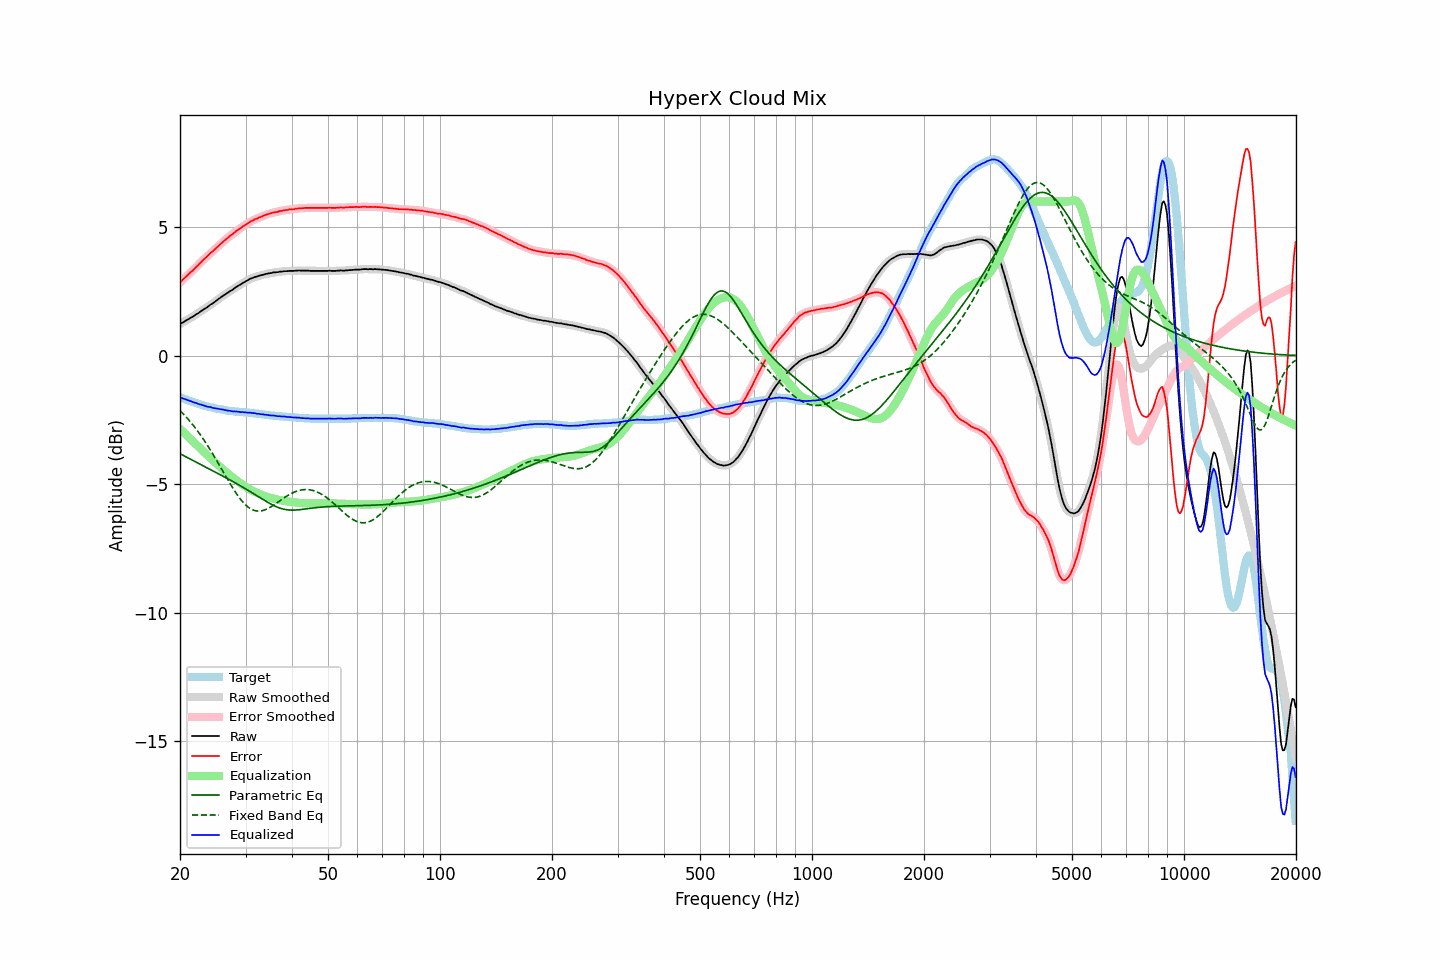 HyperX Cloud Mix
Amplitude (dBr)
5
0
−5
−10
−15
Target
Raw Smoothed
Error Smoothed
Raw
Error
Equalization
Parametric Eq
Fixed Band Eq
Equalized
20 50 100 200 500 1000 2000 5000 10000 20000
Frequency (Hz)